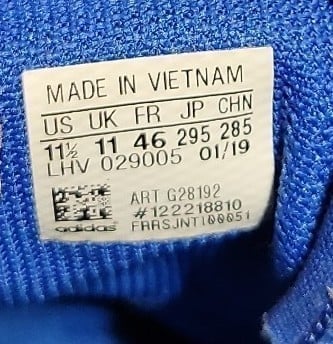 MADE IN VIETNAM
US UK FR JP CHN
11½ 11 46 295 285
LHV 029005 01/19
ART G28192
#122218810
adidas FRRSJNT100051